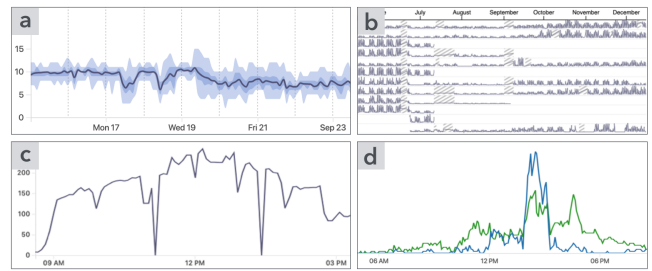 a
15
10
5
0
Mon 17 Wed 19 Fri 21 Sep 23
b
July August September October November December
c
200
150
100
50
0
09 AM 12 PM 03 PM
d
06 AM 12 PM 06 PM